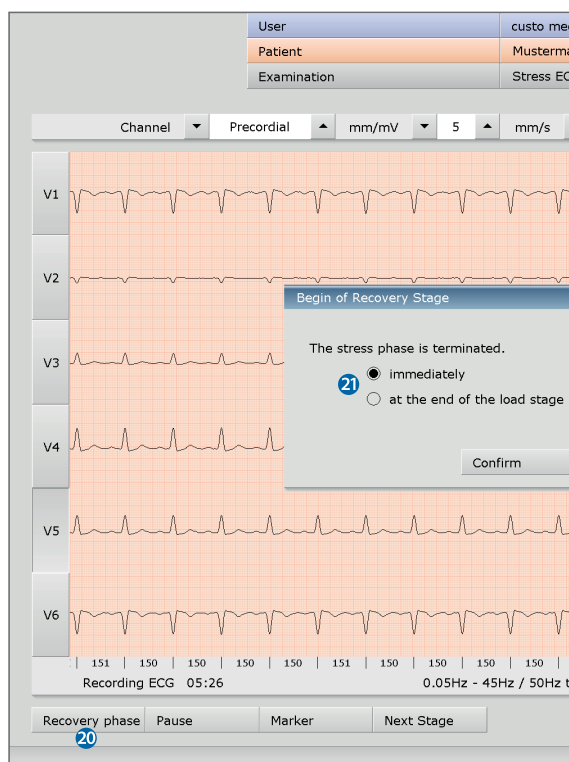 User custo me
Patient Musterma
Examination Stress EC
Channel Precordial mm/mV 5 mm/s
V1
V2
Begin of Recovery Stage
The stress phase is terminated.
V3
immediately
21
at the end of the load stage
V4
Confirm
V5
V6
151 150 150 150 150 151 150 150 150 150
Recording ECG 05:26 0.05Hz - 45Hz / 50Hz t
Recovery phase Pause Marker Next Stage
20